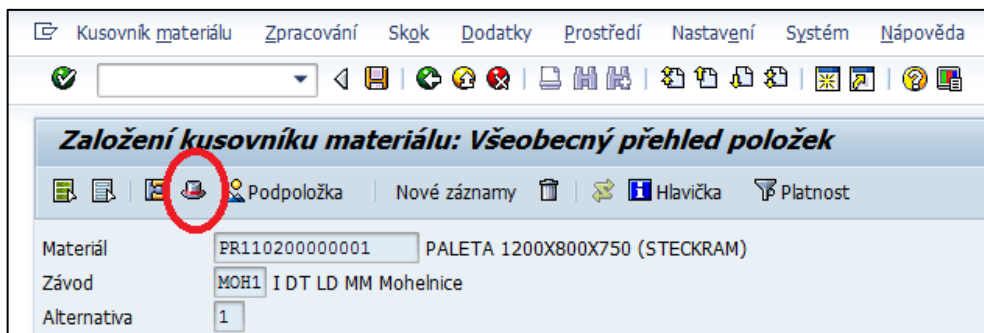 Kusovník materiálu Zpracování Skok Dodatky Prostředí Nastavení Systém Nápověda
Založení kusovníku materiálu: Všeobecný přehled položek
Podpoložka Nové záznamy Hlavička Platnost
Materiál PR110200000001 PALETA 1200X800X750 (STECKRAM)
Závod MOH1 I DT LD MM Mohelnice
Alternativa 1